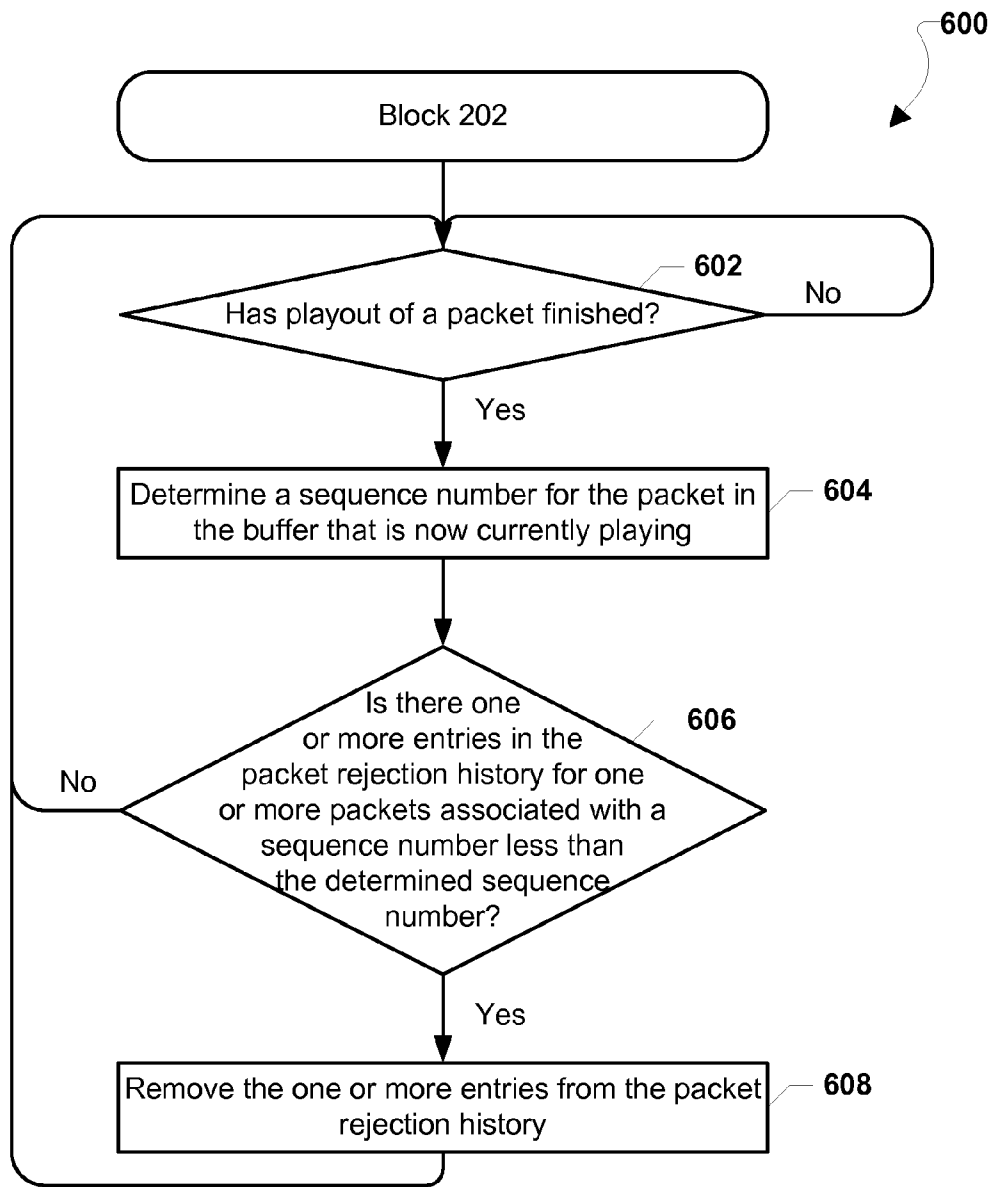 600
Block 202
602
Has playout of a packet finished?
No
Yes
Determine a sequence number for the packet in
the buffer that is now currently playing
604
Is there one
or more entries in the
packet rejection history for one
or more packets associated with a
sequence number less than
the determined sequence
number?
606
No
Yes
Remove the one or more entries from the packet
rejection history
608